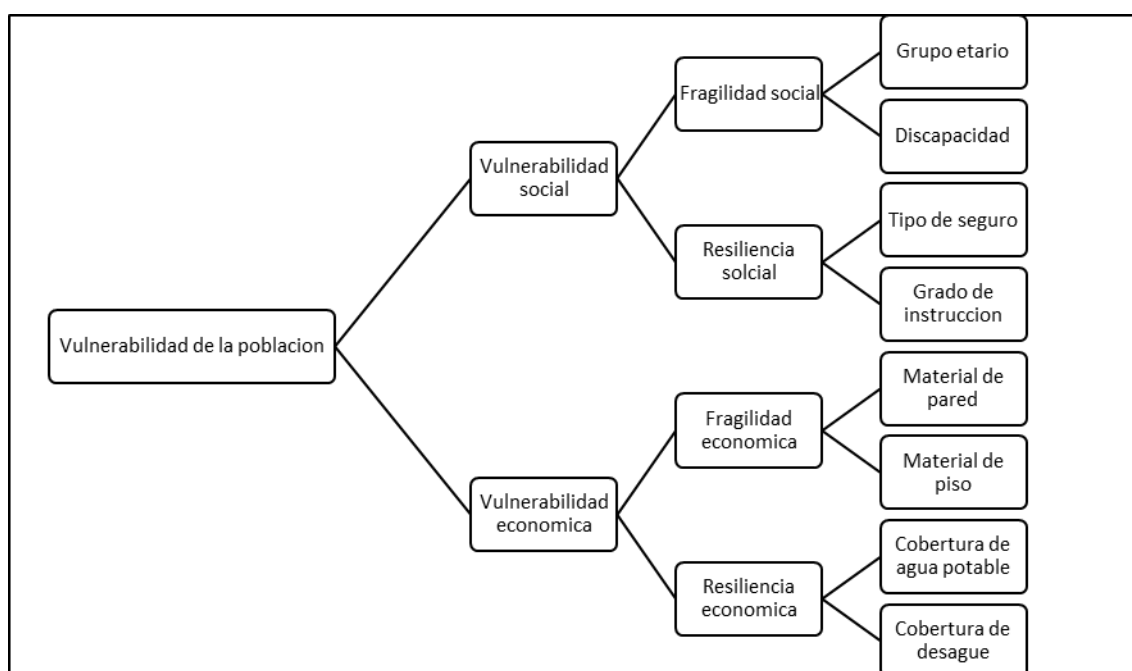 Vulnerabilidad de la poblacion
Vulnerabilidad
social
Fragilidad social
Grupo etario
Discapacidad
Resiliencia
solcial
Tipo de seguro
Grado de
instruccion
Vulnerabilidad
economica
Fragilidad
economica
Material de
pared
Material de
piso
Resiliencia
economica
Cobertura de
agua potable
Cobertura de
desague